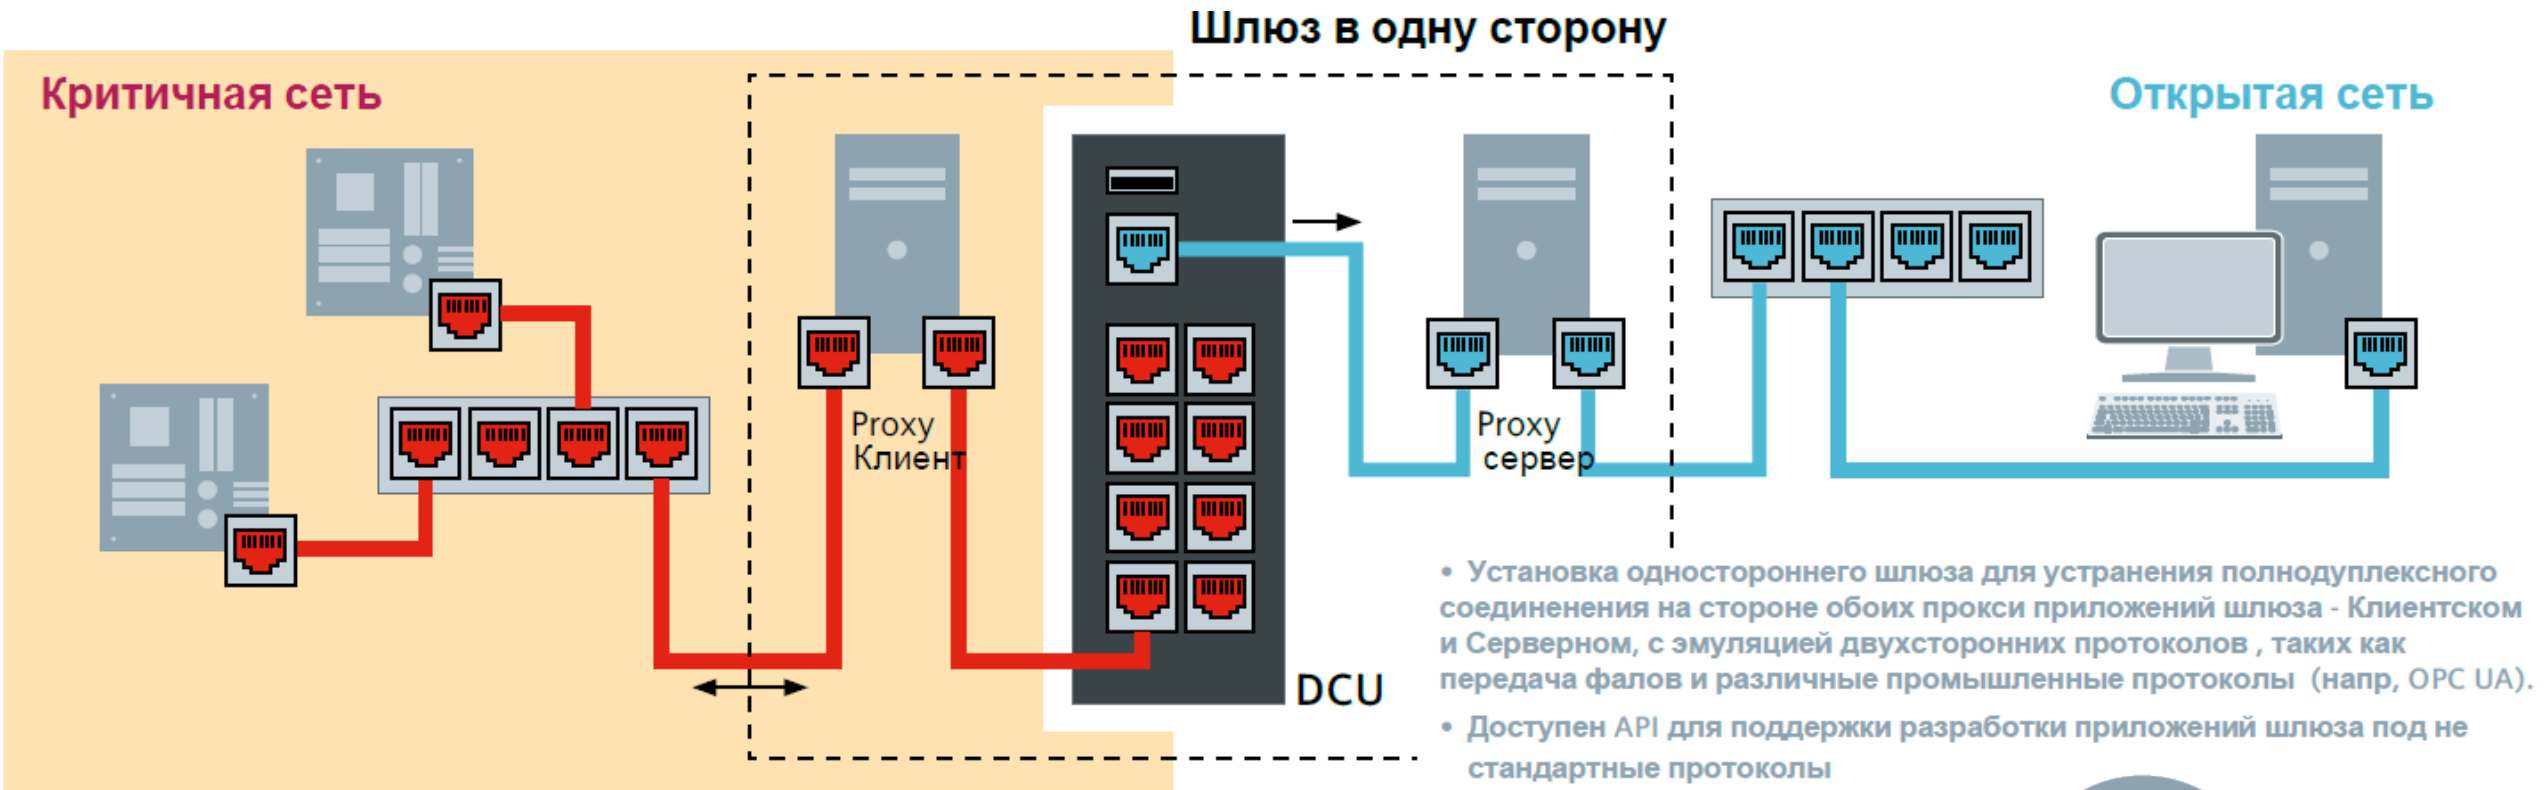 Шлюз в одну сторону
Критичная сеть
Открытая сеть
Proxy
Клиент
Proxy
сервер
DCU
• Установка одностороннего шлюза для устранения полнодуплексного
соединенения на стороне обоих прокси приложений шлюза - Клиентском
и Серверном, с эмуляцией двухсторонних протоколов , таких как
передача фалов и различные промышленные протоколы (напр, OPC UA).
• Доступен API для поддержки разработки приложений шлюза под не
стандартные протоколы